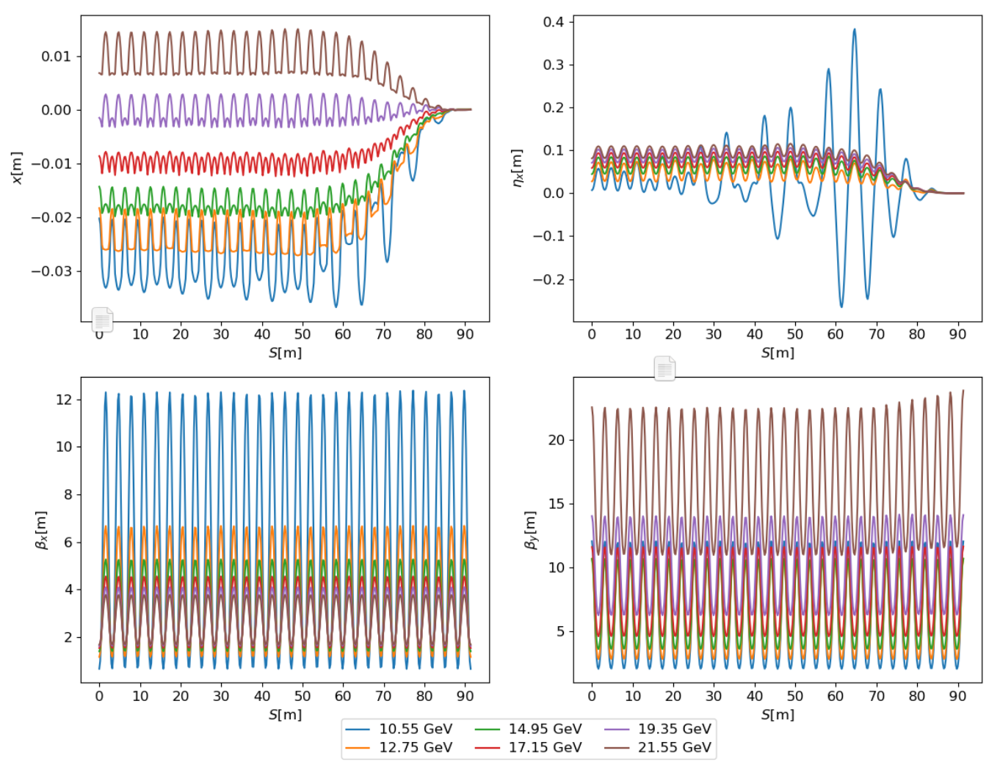 0.01
0.00
−0.01
−0.02
−0.03
x[m]
0 10 20 30 40 50 60 70 80 90
S[m]
0.4
0.3
0.2
0.1
0.0
−0.1
−0.2
ηx[m]
0 10 20 30 40 50 60 70 80 90
S[m]
12
10
8
6
4
2
βx[m]
0 10 20 30 40 50 60 70 80 90
S[m]
20
15
10
5
βy[m]
0 10 20 30 40 50 60 70 80 90
S[m]
10.55 GeV 14.95 GeV 19.35 GeV
12.75 GeV 17.15 GeV 21.55 GeV